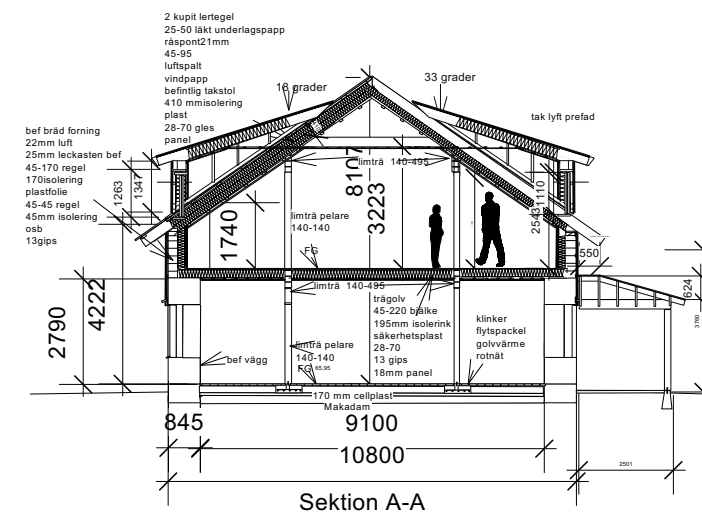 2 kupit lertegel
25-50 läkt underlagspapp
råspont21mm
45-95
luftspalt
vindpapp
befintlig takstol
410 mmisolering
plast
28-70 gles
panel
18 grader
33 grader
tak lyft prefad
bef bräd forning
22mm luft
25mm leckasten bef
45-170 regel
170isolering
plastfolie
45-45 regel
45mm isolering
osb
13gips
1263
1347
limträ 140-495
8107
3223
1740
limträ pelare
140-140
FG
2543
1110
550
624
3760
limträ 140-495
2790
4222
trägolv
45-220 bjälke
195mm isolerink
säkerhetsplast
28-70
13 gips
18mm panel
klinker
flytspackel
golvvärme
rotnät
bef vägg
limträ pelare
140-140
FG 65,95
170 mm cellplast
Makadam
845
9100
10800
2501
Sektion A-A